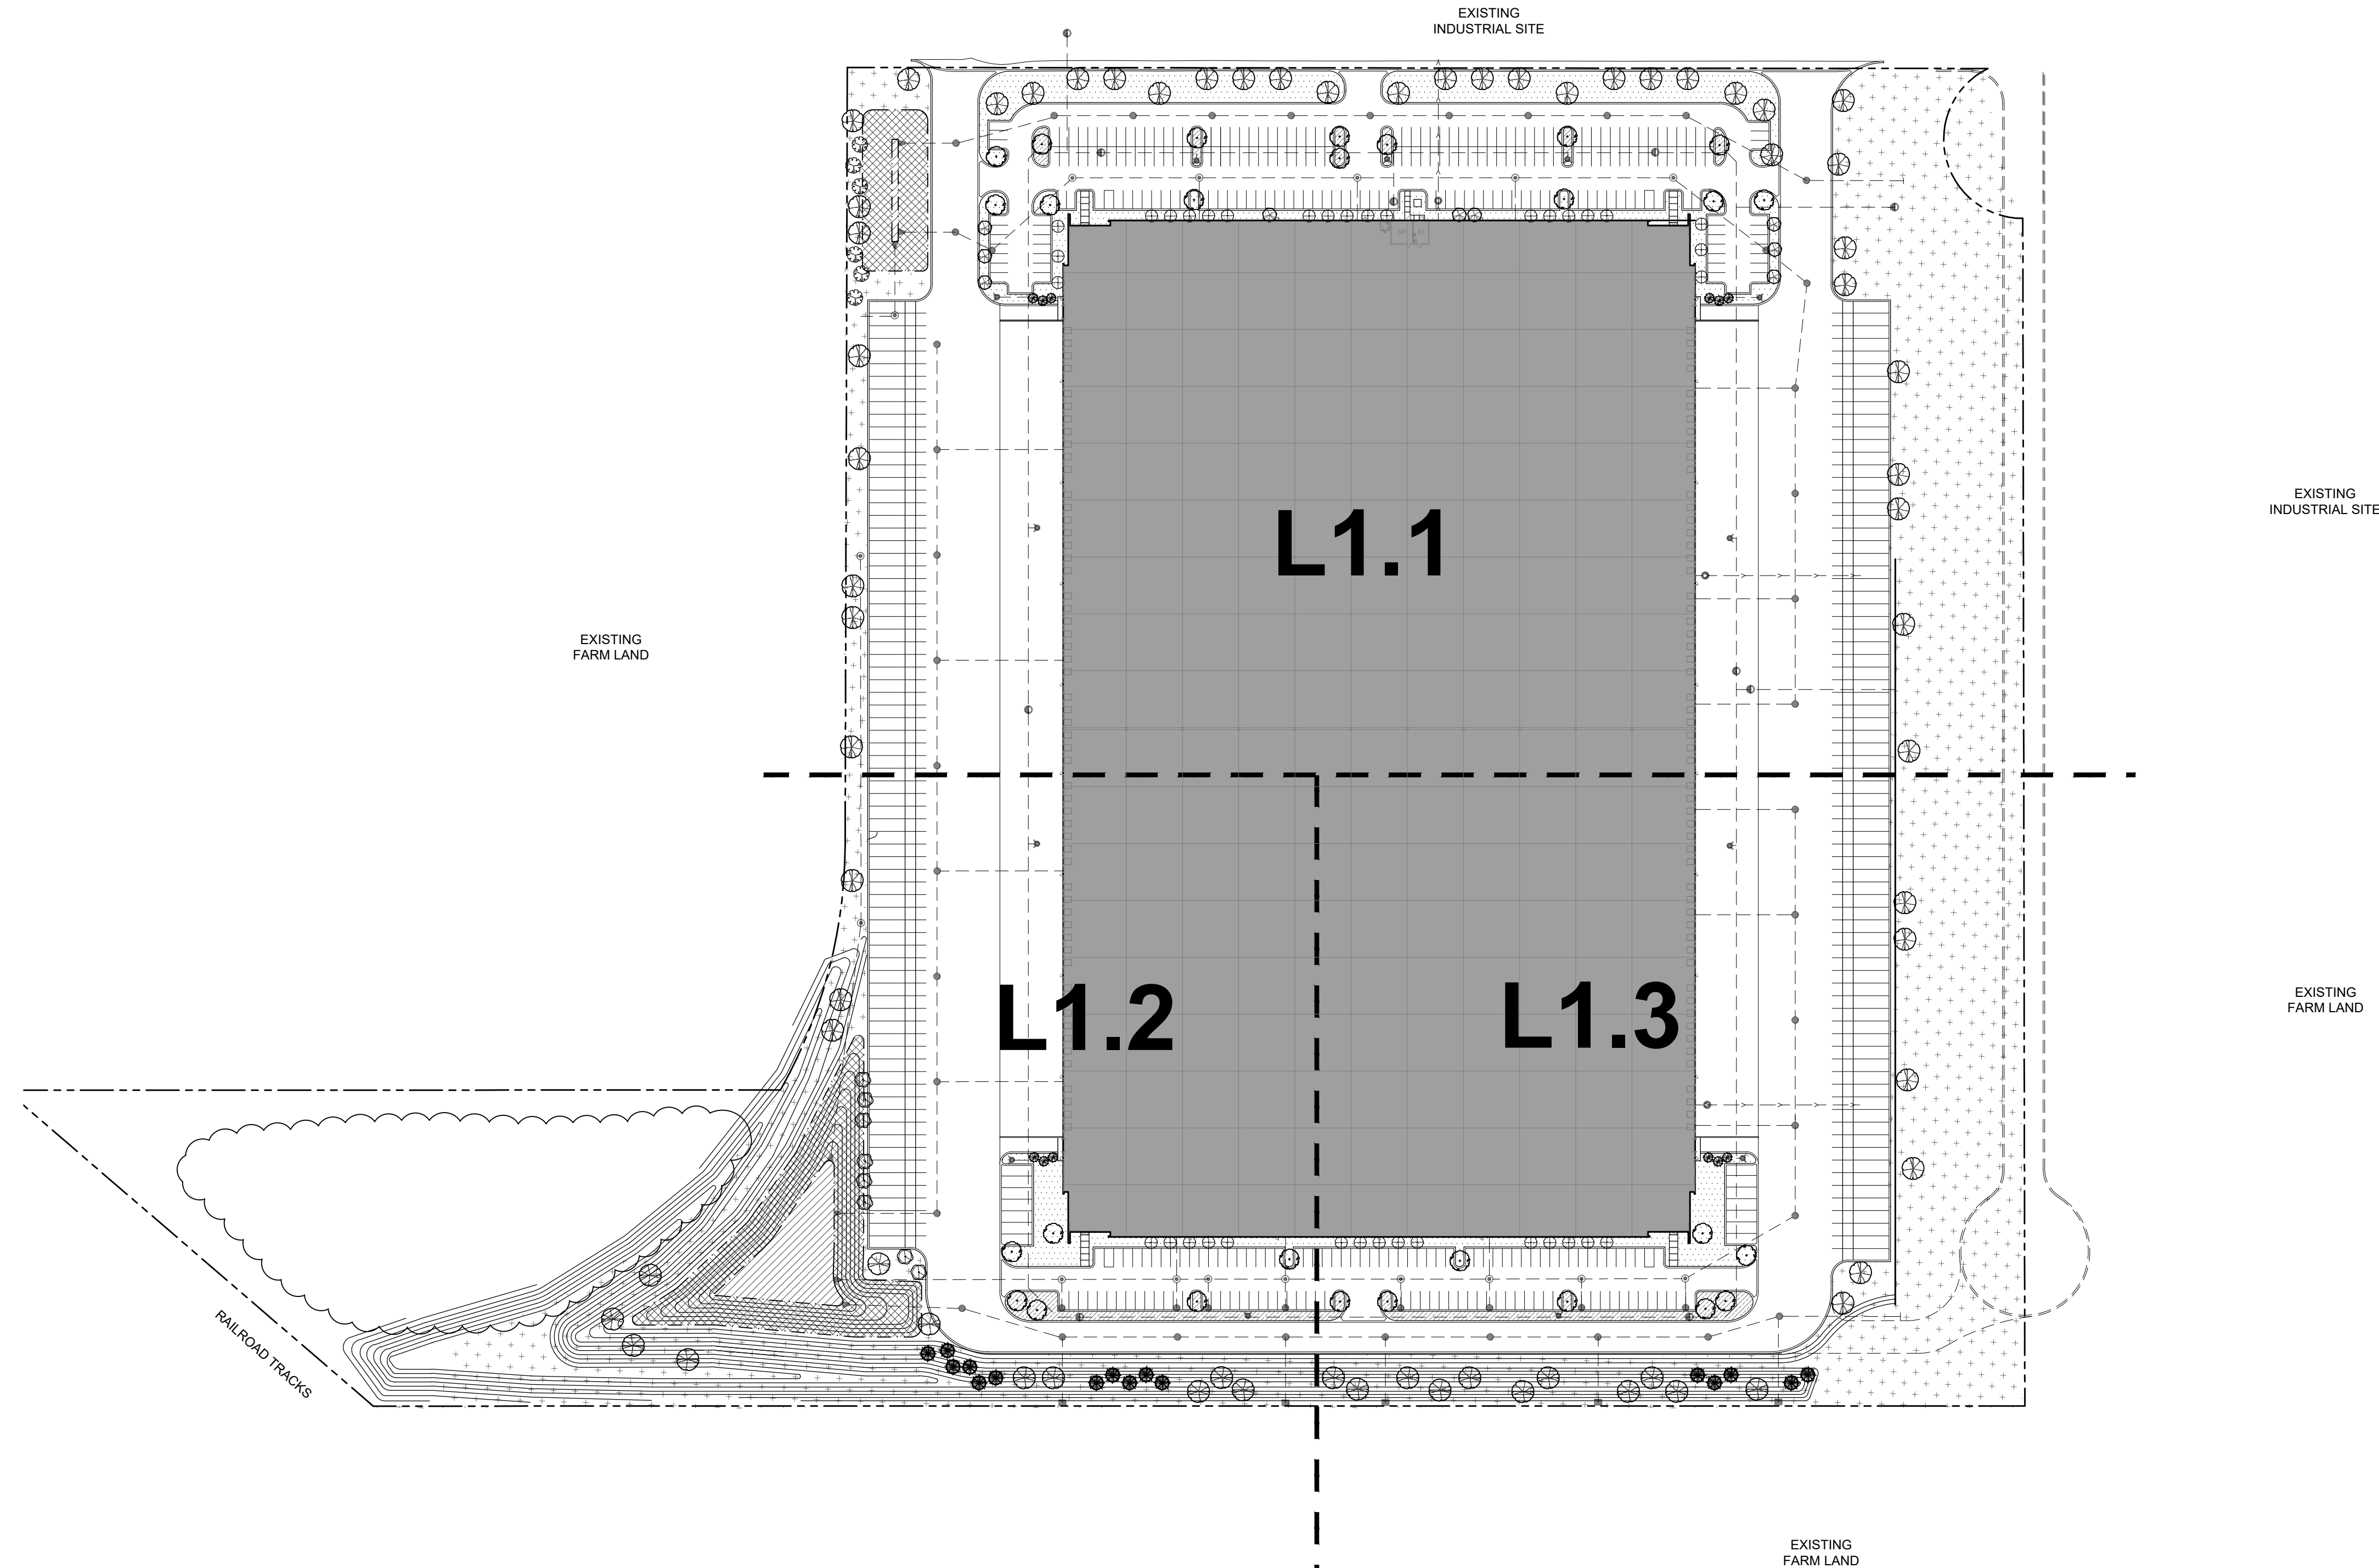 EXISTING
INDUSTRIAL SITE
L1.1
EXISTING
INDUSTRIAL SITE
EXISTING
FARM LAND
L1.2
L1.3
EXISTING
FARM LAND
RAILROAD TRACKS
EXISTING
FARM LAND